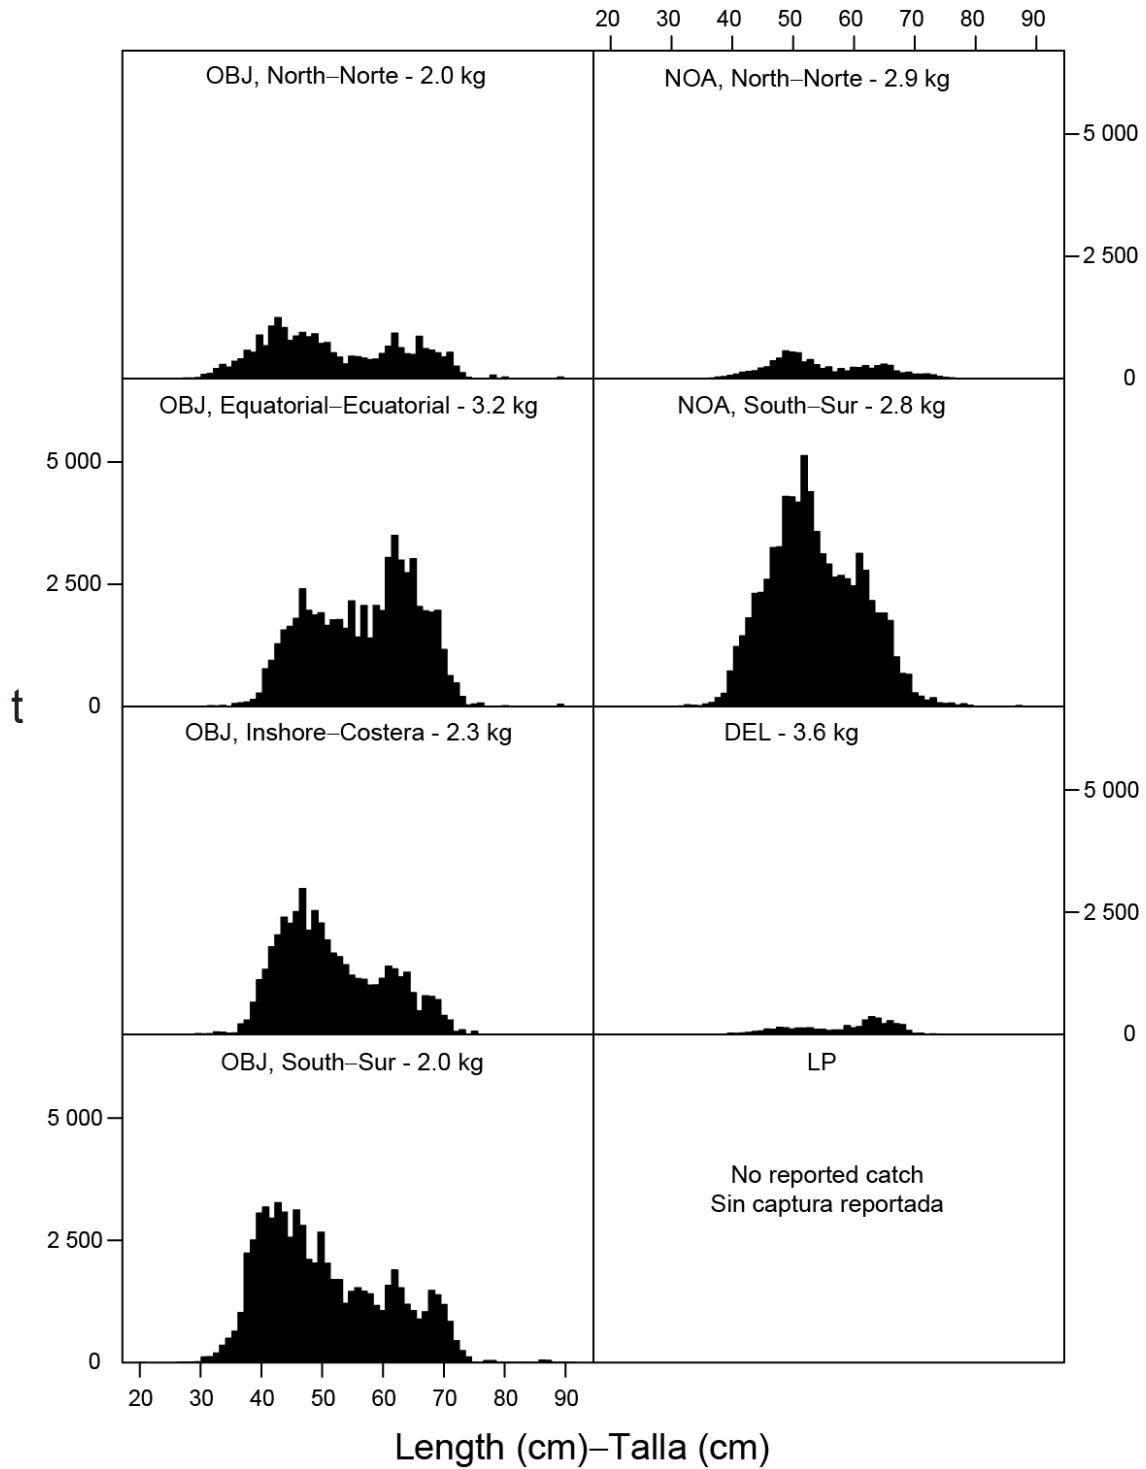 20 30 40 50 60 70 80 90
OBJ, North–Norte - 2.0 kg
NOA, North–Norte - 2.9 kg
5 000
2 500
0
OBJ, Equatorial–Ecuatorial - 3.2 kg
NOA, South–Sur - 2.8 kg
5 000
2 500
0
t
OBJ, Inshore–Costera - 2.3 kg
DEL - 3.6 kg
5 000
2 500
0
OBJ, South–Sur - 2.0 kg
LP
5 000
2 500
0
No reported catch
Sin captura reportada
20 30 40 50 60 70 80 90
Length (cm)–Talla (cm)